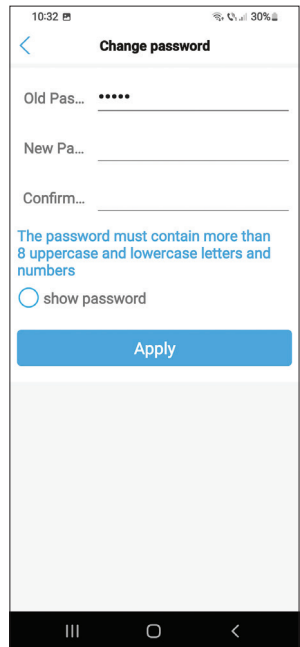 10:32 30%
Change password
Old Pas... •••••
New Pa...
Confirm...
The password must contain more than
8 uppercase and lowercase letters and
numbers
show password
Apply